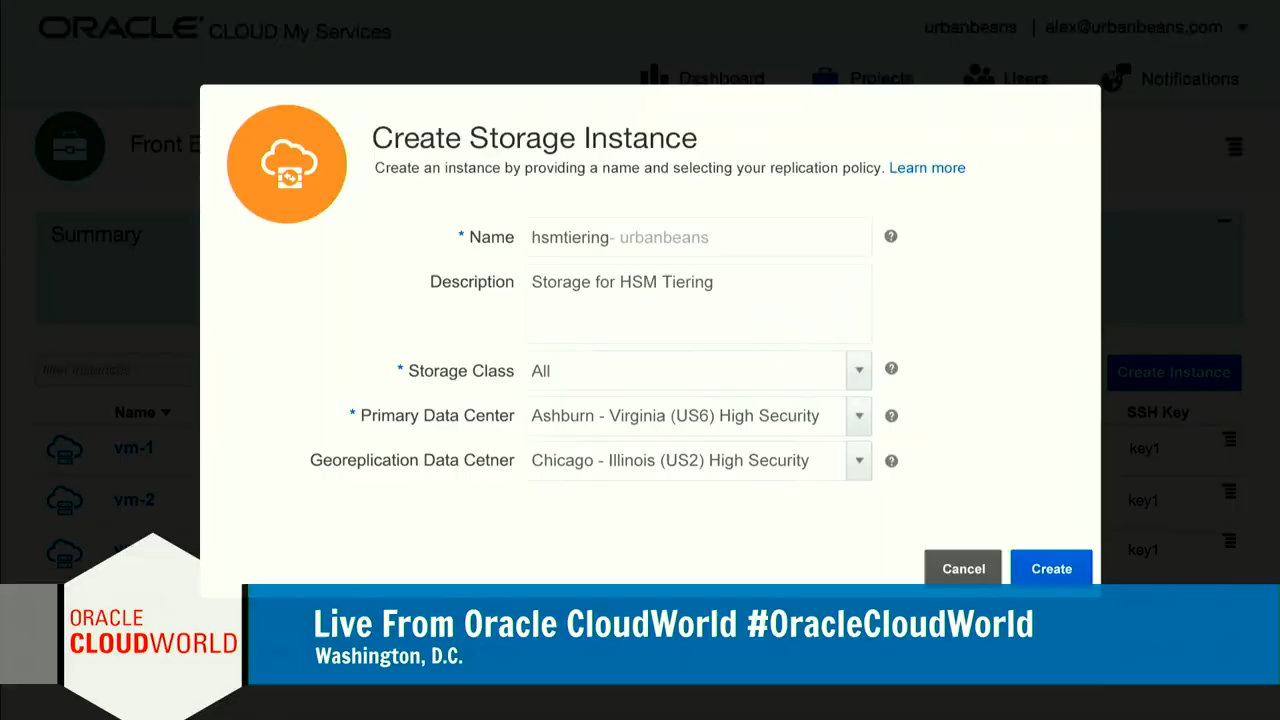 ORACLE CLOUD My Services
urbanbeans | alex@urbanbeans.com
Dashboard Projects Users Notifications
Front E
Create Storage Instance
Create an instance by providing a name and selecting your replication policy. Learn more
Summary
* Name hsmtiering- urbanbeans
Description Storage for HSM Tiering
* Storage Class All
filter instances
Create Instance
Name
SSH Key
* Primary Data Center Ashburn - Virginia (US6) High Security
vm-1
key1
Georeplication Data Cetner Chicago - Illinois (US2) High Security
vm-2
key1
key1
Cancel
Create
ORACLE
CLOUDWORLD
Live From Oracle CloudWorld #OracleCloudWorld
Washington, D.C.